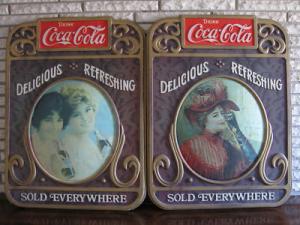 DRINK
Coca-Cola
DELICIOUS REFRESHING
SOLD EVERYWHERE
DRINK
Coca-Cola
DELICIOUS REFRESHING
SOLD EVERYWHERE